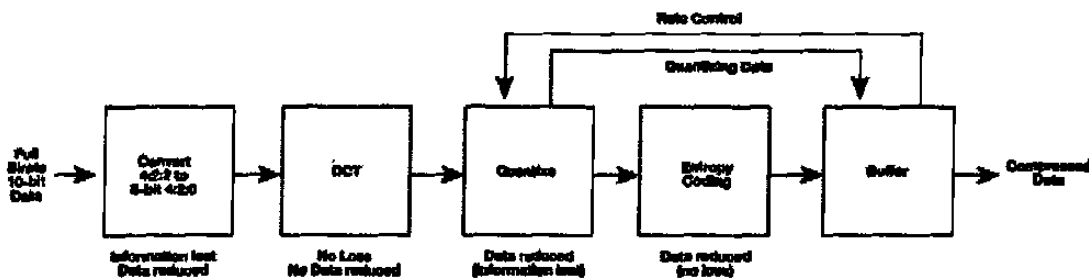 Rate Control
Quantizing Data
Full
Bitrate
10-bit
Data
Convert
4:2:2 to
8-bit 4:2:0
DCT
Quantize
Entropy
Coding
Buffer
Compressed
Data
Information lost
Data reduced
No Loss
No Data reduced
Data reduced
(information lost)
Data reduced
(no loss)